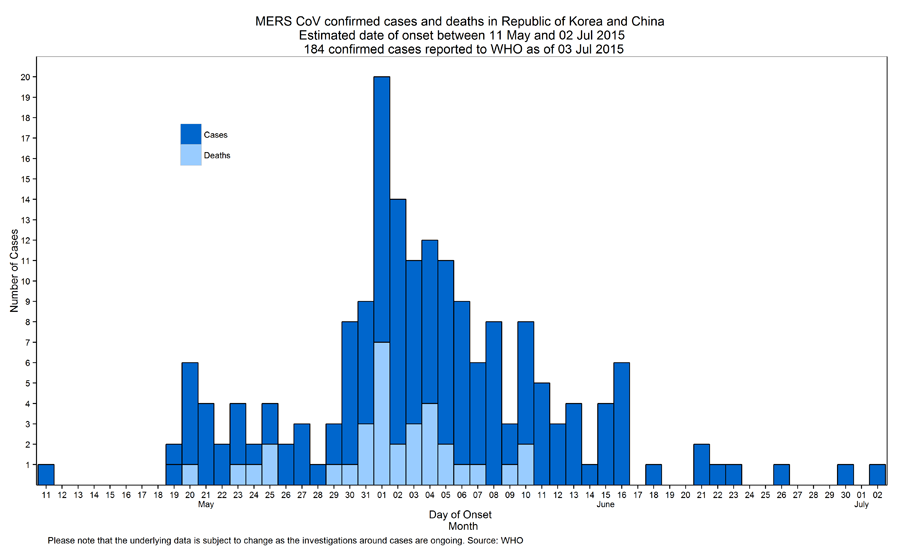 MERS CoV confirmed cases and deaths in Republic of Korea and China
Estimated date of onset between 11 May and 02 Jul 2015
184 confirmed cases reported to WHO as of 03 Jul 2015
20
19
18
17
16
15
14
13
12
11
10
9
8
7
6
5
4
3
2
1
Number of Cases
Cases
Deaths
11 12 13 14 15 16 17 18 19 20 21 22 23 24 25 26 27 28 29 30 31 01 02 03 04 05 06 07 08 09 10 11 12 13 14 15 16 17 18 19 20 21 22 23 24 25 26 27 28 29 30 01 02
May June July
Day of Onset
Month
Please note that the underlying data is subject to change as the investigations around cases are ongoing. Source: WHO